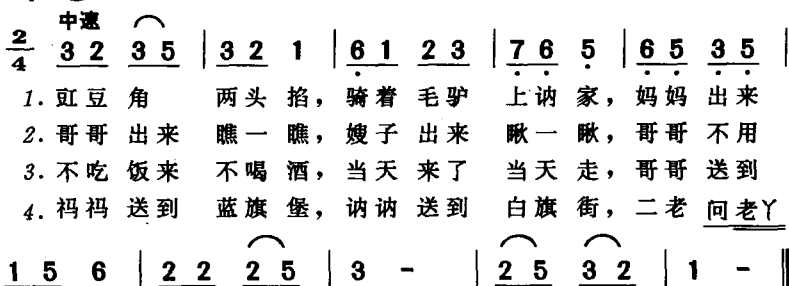 中速
2/4 3 2 3 5 | 3 2 1 | 6 1 2 3 | 7 6 5 | 6 5 3 5 |
1. 豇豆角 两头掐，骑着毛驴 上讷家，妈妈出来
2. 哥哥出来 瞧一瞧，嫂子出来 瞅一瞅，哥哥不用
3. 不吃饭来 不喝酒，当天来了 当天走，哥哥送到
4. 祃祃送到 蓝旗堡，讷讷送到 白旗街，二老 问老丫
1 5 6 | 2 2 2 5 | 3 - | 2 5 3 2 | 1 - ‖